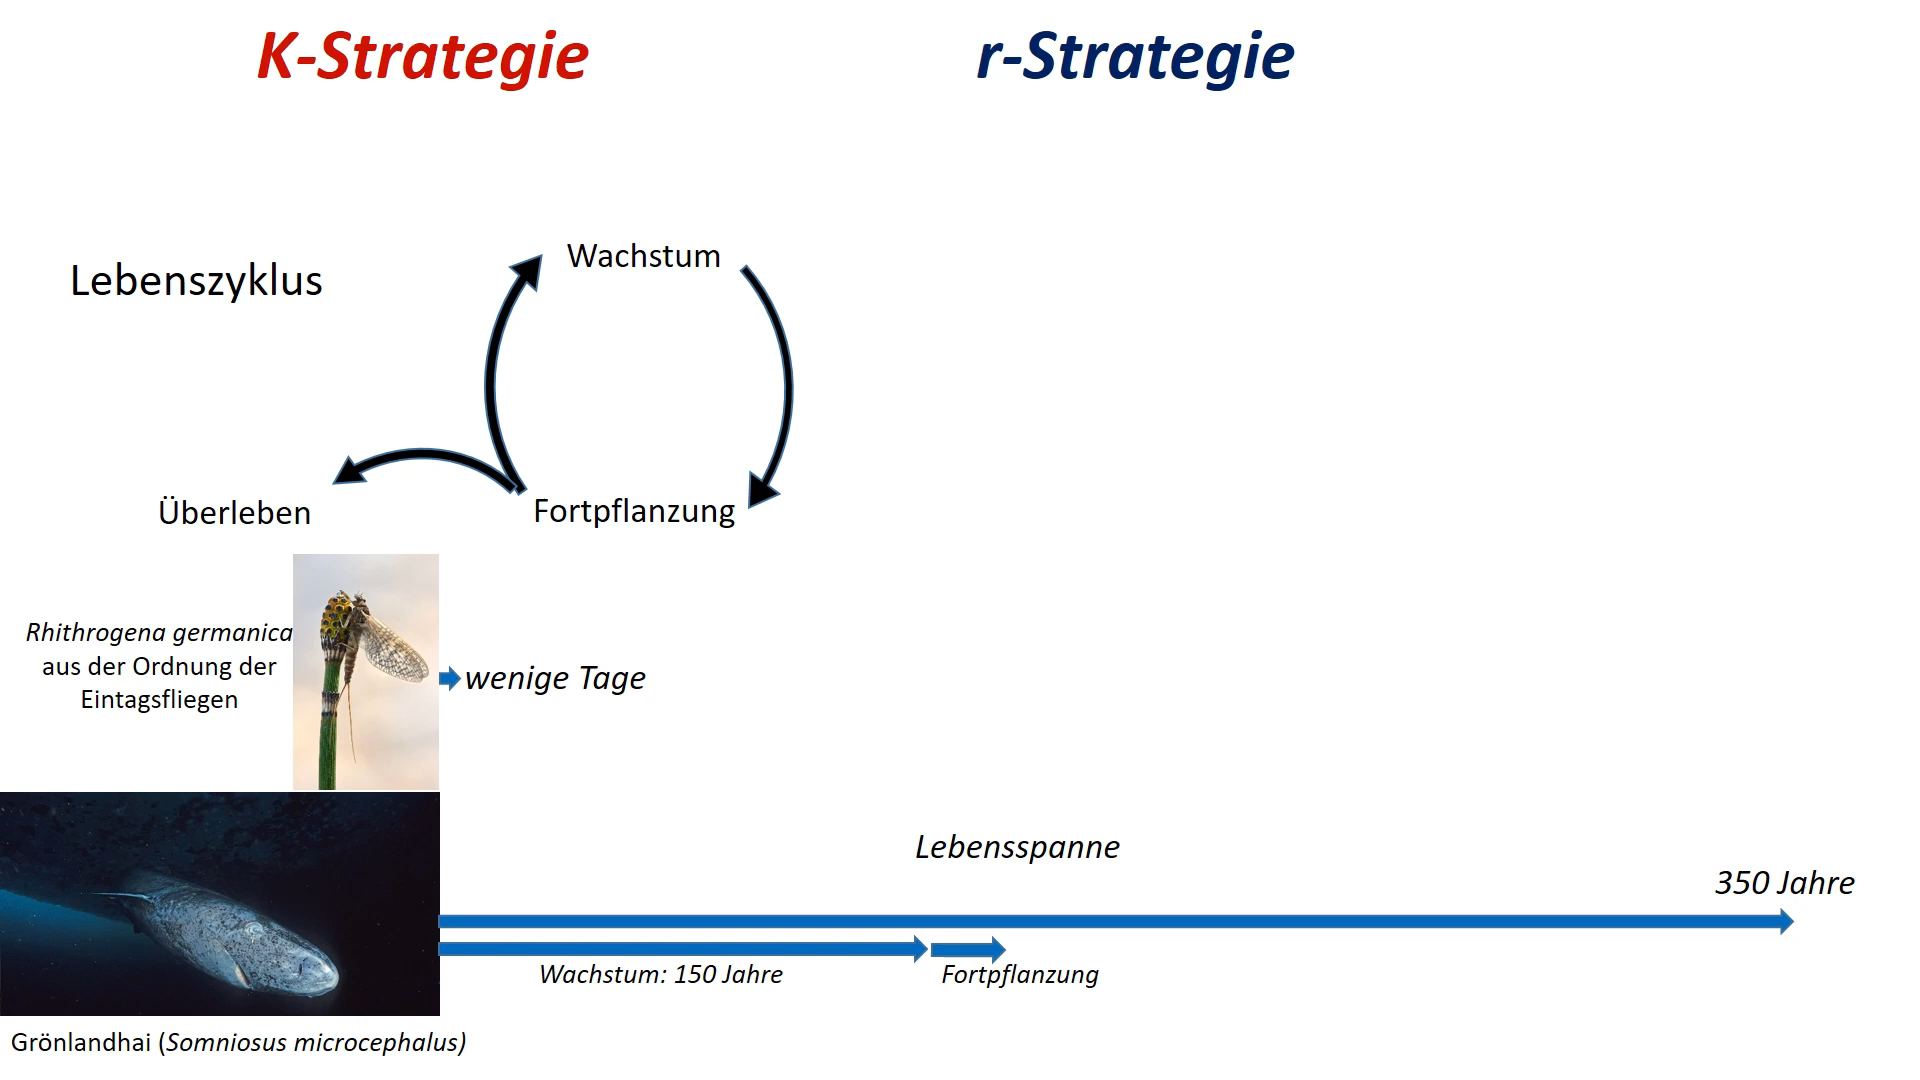 K-Strategie
r-Strategie
Lebenszyklus
Wachstum
Überleben
Fortpflanzung
Rhithrogena germanica
aus der Ordnung der
Eintagsfliegen
wenige Tage
Lebensspanne
350 Jahre
Wachstum: 150 Jahre
Fortpflanzung
Grönlandhai (Somniosus microcephalus)